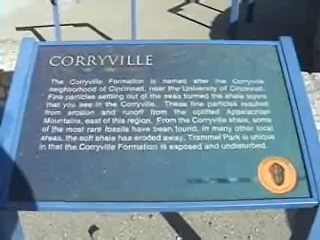 CORRYVILLE
The Corryville Formation is named after the Corryville
neighborhood of Cincinnati, near the University of Cincinnati.
Fine particles settling out of the seas formed the shale layers
that you see in the Corryville. These fine particles resulted
from erosion and runoff from the uplifted Appalachian
Mountains, east of this region. From the Corryville shale, some
of the most rare fossils have been found. In many other local
areas, the soft shale has eroded away. Trammel Park is unique
in that the Corryville Formation is exposed and undisturbed.